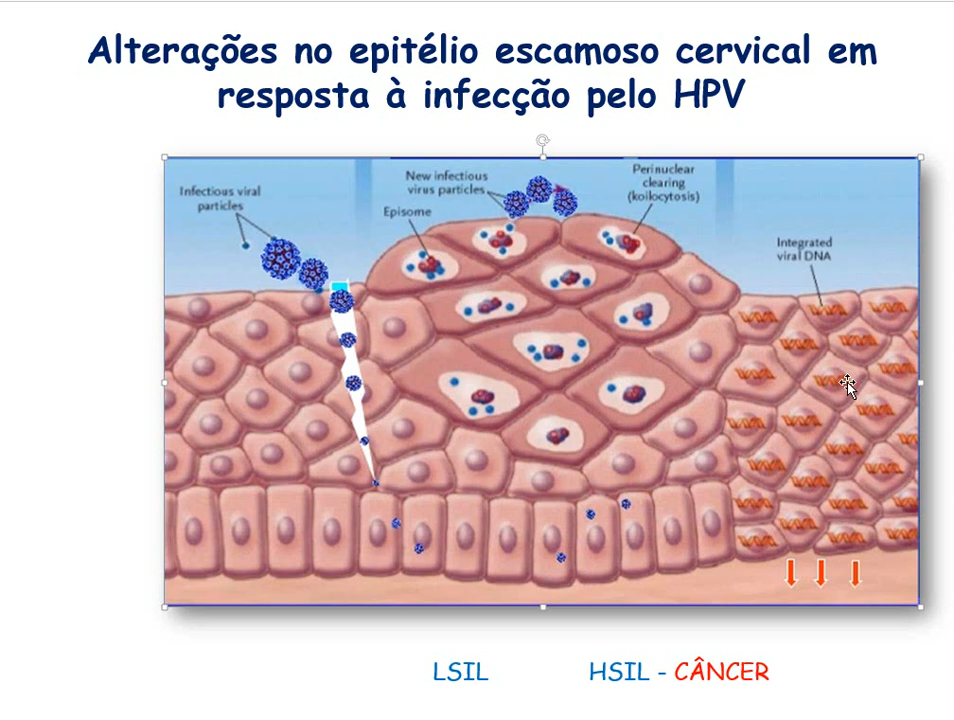 Alterações no epitélio escamoso cervical em
resposta à infecção pelo HPV
Infectious viral
particles
New infectious
virus particles
Episome
Perinuclear
clearing
(koilocytosis)
Integrated
viral DNA
LSIL
HSIL - CÂNCER